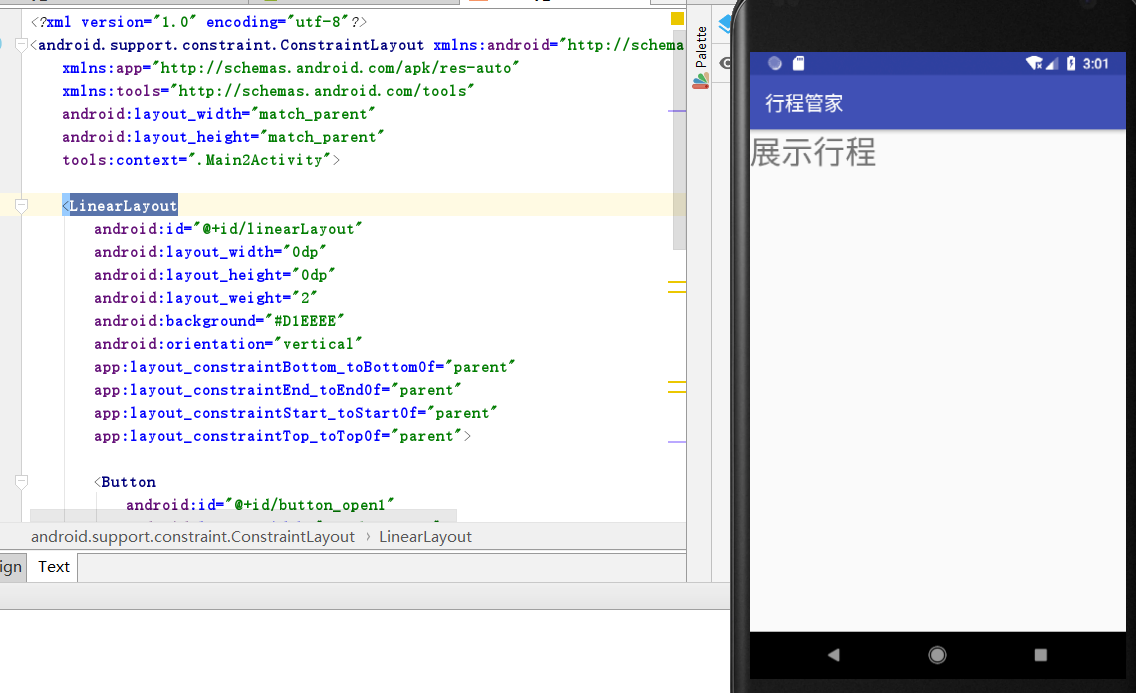 <?xml version="1.0" encoding="utf-8"?>
<android.support.constraint.ConstraintLayout xmlns:android="http://schema
xmlns:app="http://schemas.android.com/apk/res-auto"
xmlns:tools="http://schemas.android.com/tools"
android:layout_width="match_parent"
android:layout_height="match_parent"
tools:context=".Main2Activity">
<LinearLayout
android:id="@+id/linearLayout"
android:layout_width="0dp"
android:layout_height="0dp"
android:layout_weight="2"
android:background="#D1EEEE"
android:orientation="vertical"
app:layout_constraintBottom_toBottomOf="parent"
app:layout_constraintEnd_toEndOf="parent"
app:layout_constraintStart_toStartOf="parent"
app:layout_constraintTop_toTopOf="parent">
<Button
android:id="@+id/button_open1"
android.support.constraint.ConstraintLayout › LinearLayout
ign Text
Palette
3:01
行程管家
展示行程